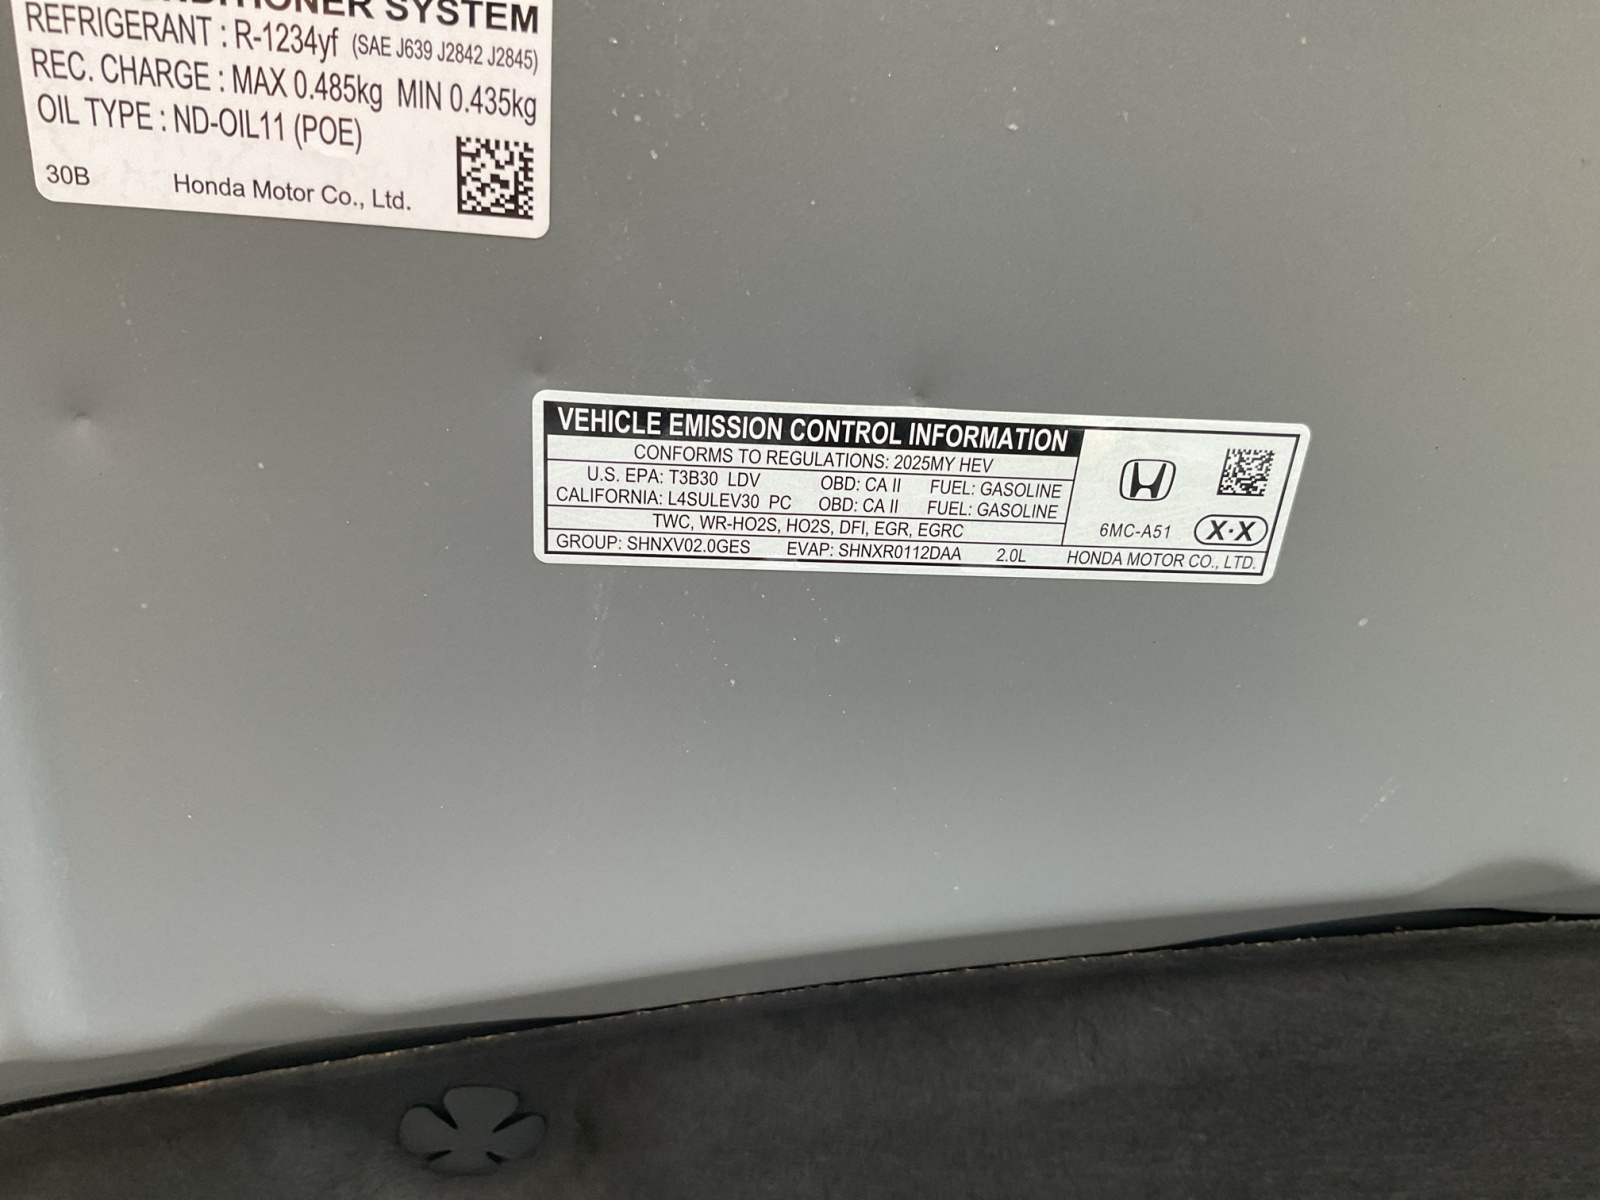 SYSTEM
REFRIGERANT : R-1234yf (SAE J639 J2842 J2845)
REC. CHARGE : MAX 0.485kg MIN 0.435kg
OIL TYPE : ND-OIL11 (POE)
30B Honda Motor Co., Ltd.
VEHICLE EMISSION CONTROL INFORMATION
CONFORMS TO REGULATIONS: 2025MY HEV
U.S. EPA: T3B30 LDV OBD: CA II FUEL: GASOLINE
CALIFORNIA: L4SULEV30 PC OBD: CA II FUEL: GASOLINE
TWC, WR-HO2S, HO2S, DFI, EGR, EGRC
GROUP: SHNXV02.0GES EVAP: SHNXR0112DAA 2.0L
6MC-A51 X·X
HONDA MOTOR CO., LTD.